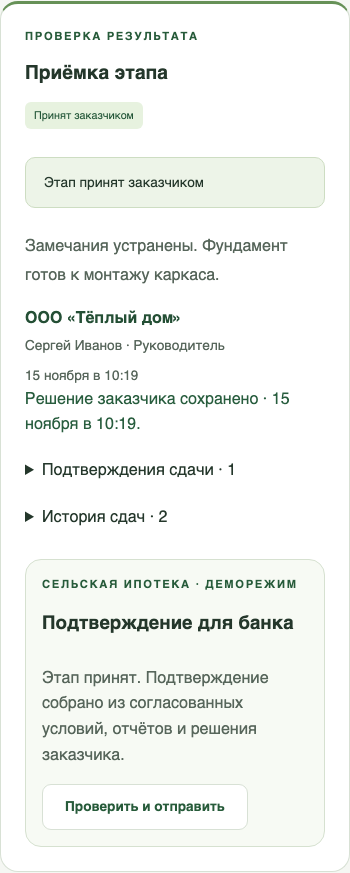 ПРОВЕРКА РЕЗУЛЬТАТА
Приёмка этапа
Принят заказчиком
Этап принят заказчиком
Замечания устранены. Фундамент
готов к монтажу каркаса.
ООО «Тёплый дом»
Сергей Иванов · Руководитель
15 ноября в 10:19
Решение заказчика сохранено · 15
ноября в 10:19.
Подтверждения сдачи · 1
История сдач · 2
СЕЛЬСКАЯ ИПОТЕКА · ДЕМОРЕЖИМ
Подтверждение для банка
Этап принят. Подтверждение
собрано из согласованных
условий, отчётов и решения
заказчика.
Проверить и отправить